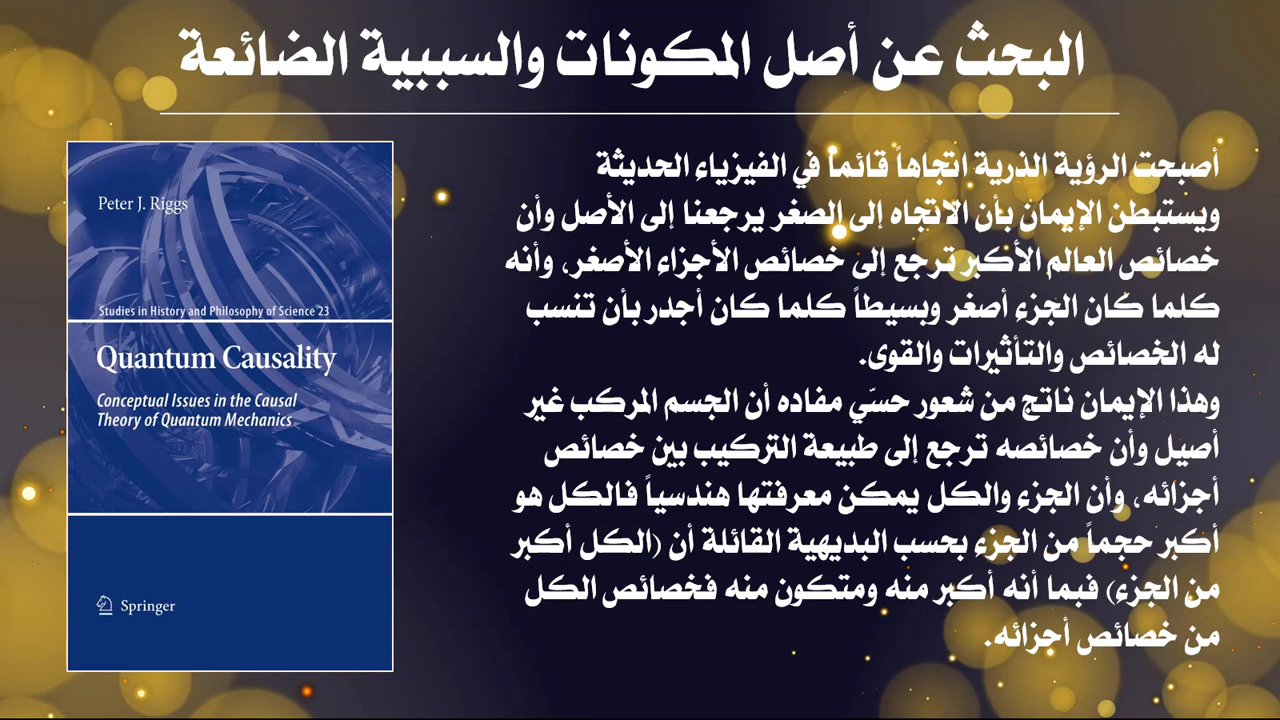 البحث عن أصل المكونات والسببية الضائعة
أصبحت الرؤية الذرية اتجاهاً قائماً في الفيزياء الحديثة
ويستبطن الإيمان بأن الاتجاه إلى الصغر يرجعنا إلى الأصل وأن
خصائص العالم الأكبر ترجع إلى خصائص الأجزاء الأصغر، وأنه
كلما كان الجزء أصغر وبسيطاً كلما كان أجدر بأن تنسب
له الخصائص والتأثيرات والقوى.
وهذا الإيمان ناتج من شعور حسّي مفاده أن الجسم المركب غير
أصيل وأن خصائصه ترجع إلى طبيعة التركيب بين خصائص
أجزائه، وأن الجزء والكل يمكن معرفتها هندسياً فالكل هو
أكبر حجماً من الجزء بحسب البديهية القائلة أن (الكل أكبر
من الجزء) فبما أنه أكبر منه ومتكون منه فخصائص الكل
من خصائص أجزائه.
Peter J. Riggs
Studies in History and Philosophy of Science 23
Quantum Causality
Conceptual Issues in the Causal
Theory of Quantum Mechanics
Springer